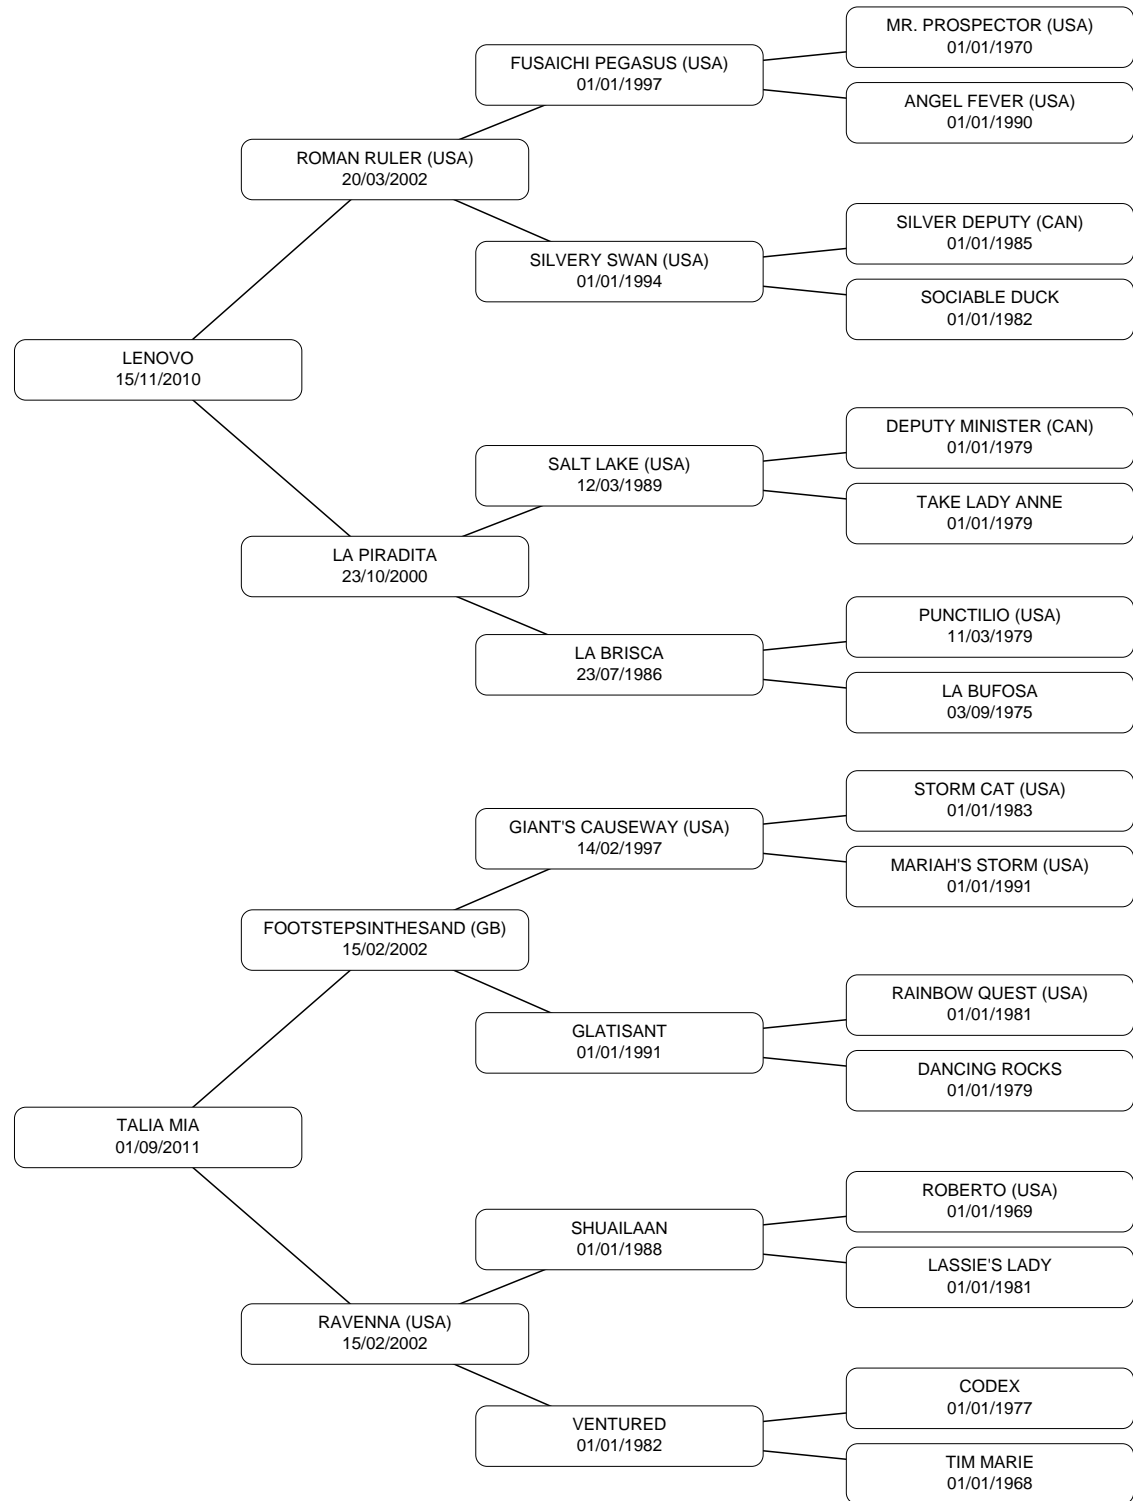 MR. PROSPECTOR (USA)
01/01/1970
FUSAICHI PEGASUS (USA)
01/01/1997
ANGEL FEVER (USA)
01/01/1990
ROMAN RULER (USA)
20/03/2002
SILVER DEPUTY (CAN)
01/01/1985
SILVERY SWAN (USA)
01/01/1994
SOCIABLE DUCK
01/01/1982
LENOVO
15/11/2010
DEPUTY MINISTER (CAN)
01/01/1979
SALT LAKE (USA)
12/03/1989
TAKE LADY ANNE
01/01/1979
LA PIRADITA
23/10/2000
PUNCTILIO (USA)
11/03/1979
LA BRISCA
23/07/1986
LA BUFOSA
03/09/1975
STORM CAT (USA)
01/01/1983
GIANT'S CAUSEWAY (USA)
14/02/1997
MARIAH'S STORM (USA)
01/01/1991
FOOTSTEPSINTHESAND (GB)
15/02/2002
RAINBOW QUEST (USA)
01/01/1981
GLATISANT
01/01/1991
DANCING ROCKS
01/01/1979
TALIA MIA
01/09/2011
ROBERTO (USA)
01/01/1969
SHUAILAAN
01/01/1988
LASSIE'S LADY
01/01/1981
RAVENNA (USA)
15/02/2002
CODEX
01/01/1977
VENTURED
01/01/1982
TIM MARIE
01/01/1968